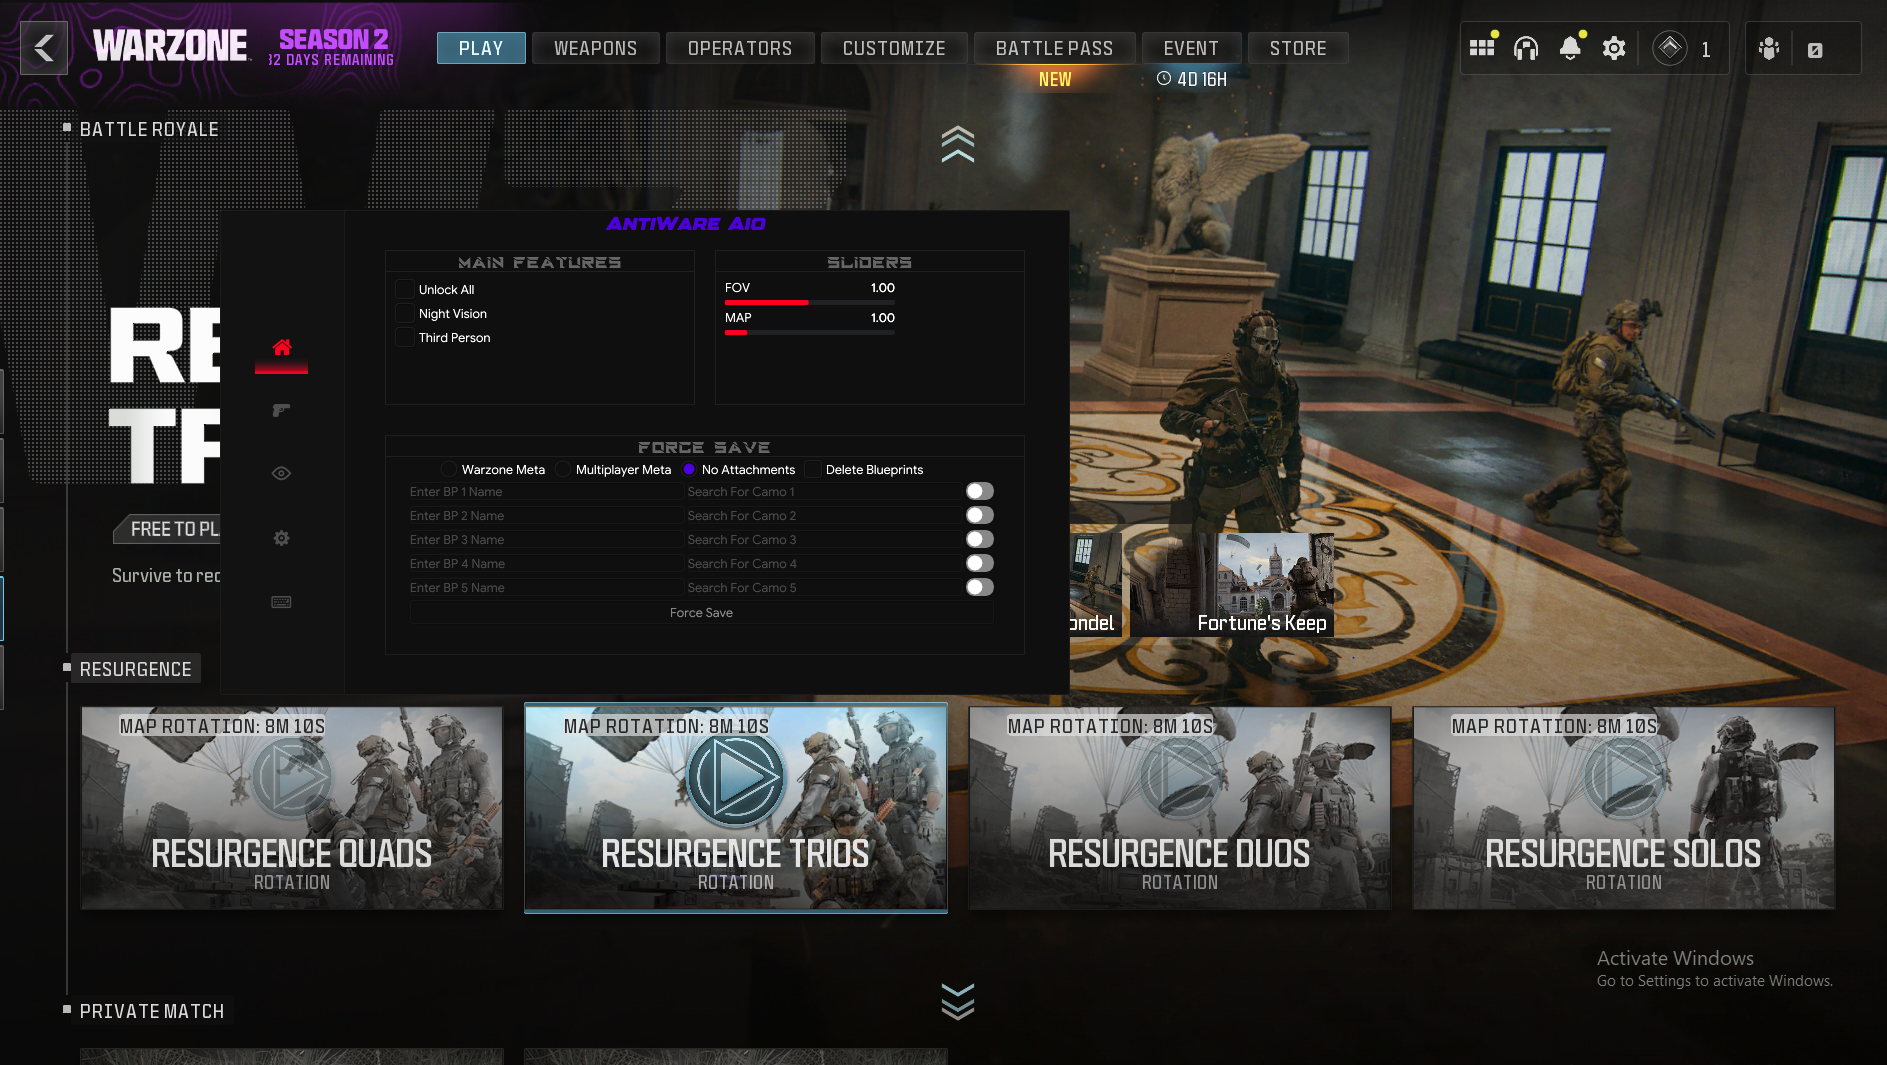 WARZONE
SEASON 2
32 DAYS REMAINING
PLAY
WEAPONS
OPERATORS
CUSTOMIZE
BATTLE PASS
EVENT
STORE
NEW
4D 16H
1
0
BATTLE ROYALE
ANTIWARE AIO
MAIN FEATURES
Unlock All
Night Vision
Third Person
SLIDERS
FOV 1.00
MAP 1.00
RE
TR
FREE TO PL
Survive to rec
FORCE SAVE
Warzone Meta Multiplayer Meta No Attachments Delete Blueprints
Enter BP 1 Name Search For Camo 1
Enter BP 2 Name Search For Camo 2
Enter BP 3 Name Search For Camo 3
Enter BP 4 Name Search For Camo 4
Enter BP 5 Name Search For Camo 5
Force Save
ondel
Fortune's Keep
RESURGENCE
MAP ROTATION: 8M 10S
RESURGENCE QUADS
ROTATION
MAP ROTATION: 8M 10S
RESURGENCE TRIOS
ROTATION
MAP ROTATION: 8M 10S
RESURGENCE DUOS
ROTATION
MAP ROTATION: 8M 10S
RESURGENCE SOLOS
ROTATION
Activate Windows
Go to Settings to activate Windows.
PRIVATE MATCH